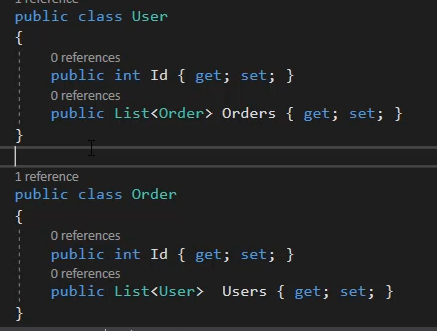 1 reference
public class User
{
0 references
public int Id { get; set; }
0 references
public List<Order> Orders { get; set; }
}
1 reference
public class Order
{
0 references
public int Id { get; set; }
0 references
public List<User>  Users { get; set; }
}